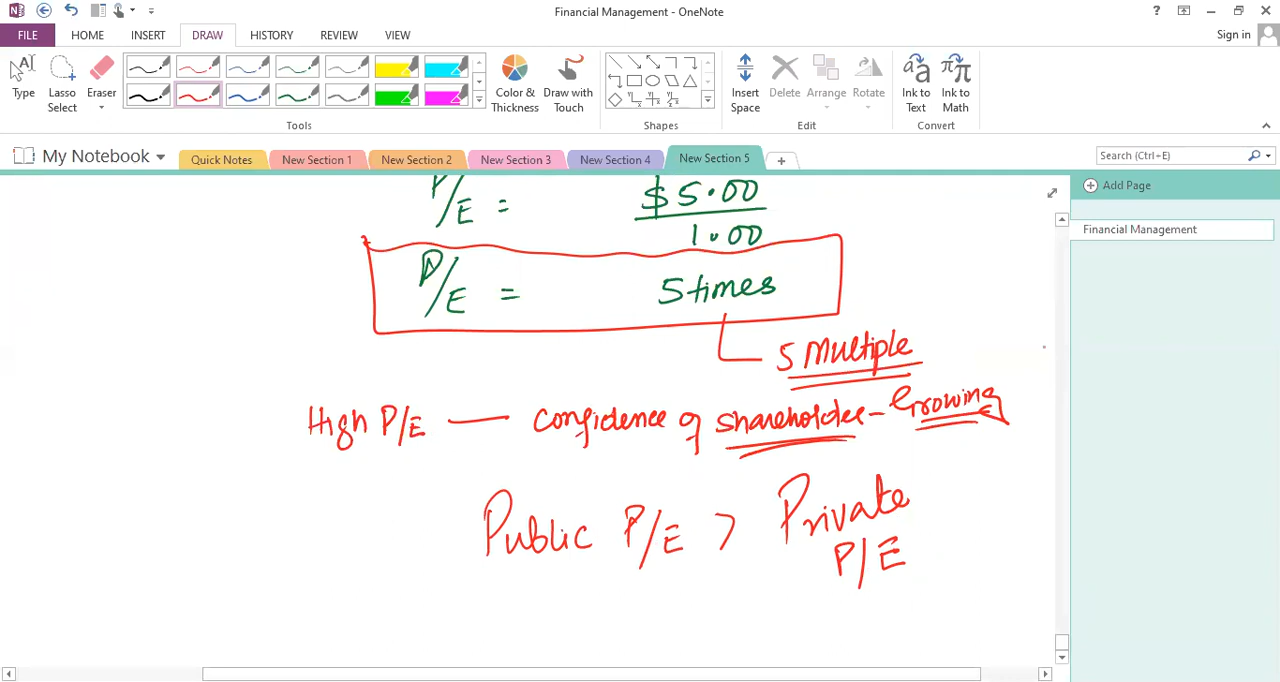 Financial Management - OneNote
FILE HOME INSERT DRAW HISTORY REVIEW VIEW
Sign in
Type
Lasso Select
Eraser
Color & Thickness
Draw with Touch
Insert Space
Delete
Arrange
Rotate
Ink to Text
Ink to Math
Tools
Shapes
Edit
Convert
My Notebook
Quick Notes New Section 1 New Section 2 New Section 3 New Section 4 New Section 5
Search (Ctrl+E)
Add Page
Financial Management
P/E = $5.00
1.00
P/E = 5times
5 Multiple
High P/E — confidence of shareholder - Growing
Public P/E > Private
P/E